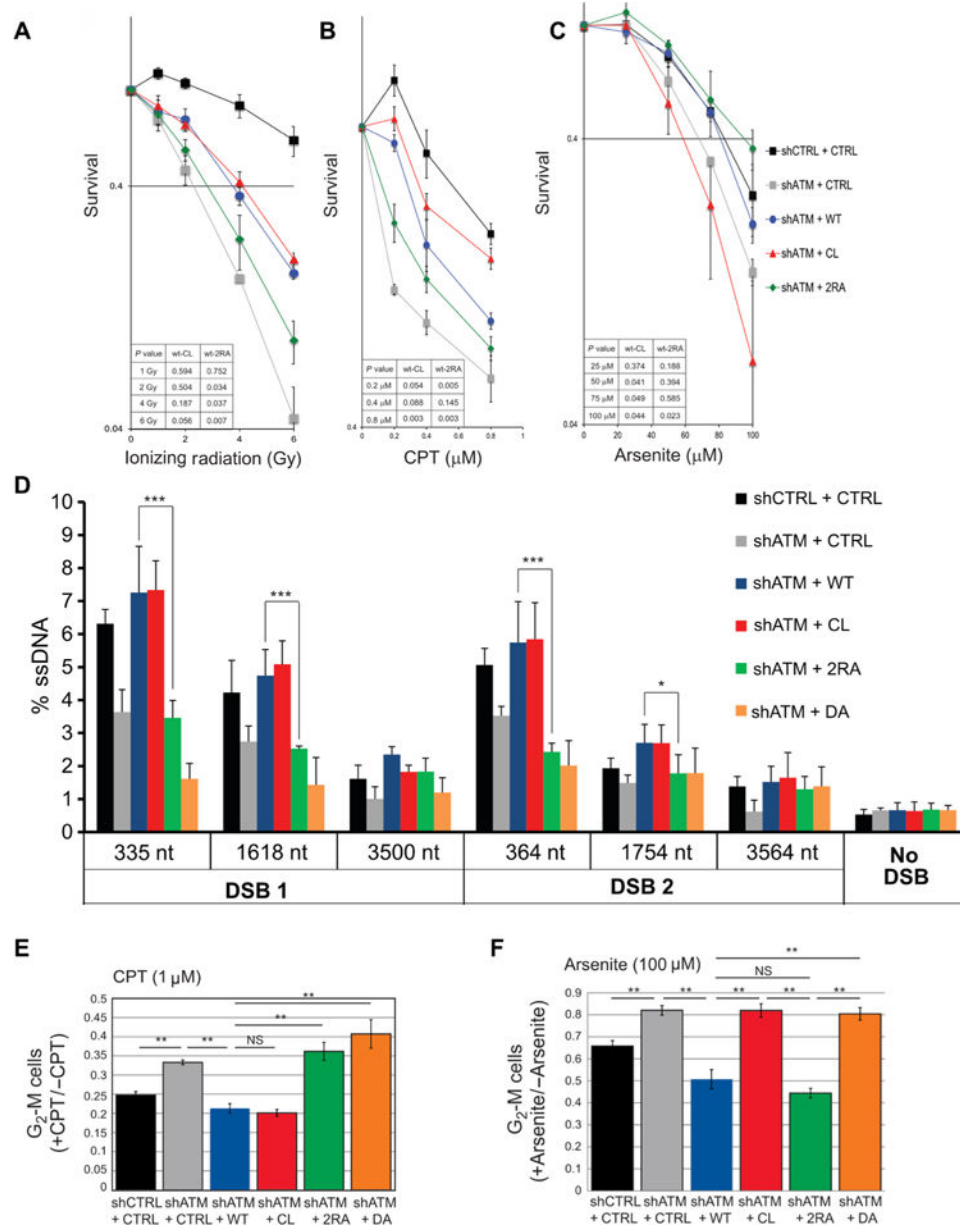 A
Survival
0.4
0.04
0 1 2 3 4 5 6
Ionizing radiation (Gy)
P value wt-CL wt-2RA
1 Gy 0.594 0.752
2 Gy 0.504 0.034
4 Gy 0.187 0.037
6 Gy 0.056 0.007
B
Survival
0.4
0 0.2 0.4 0.6 0.8 1
CPT (µM)
P value wt-CL wt-2RA
0.2 µM 0.054 0.005
0.4 µM 0.088 0.145
0.8 µM 0.003 0.003
C
Survival
0.4
0.04
0 20 40 60 80 100
Arsenite (µM)
P value wt-CL wt-2RA
25 µM 0.374 0.188
50 µM 0.041 0.394
75 µM 0.049 0.585
100 µM 0.044 0.023
shCTRL + CTRL
shATM + CTRL
shATM + WT
shATM + CL
shATM + 2RA
D
% ssDNA
10
9
8
7
6
5
4
3
2
1
0
*** *** *** *
shCTRL + CTRL
shATM + CTRL
shATM + WT
shATM + CL
shATM + 2RA
shATM + DA
335 nt 1618 nt 3500 nt 364 nt 1754 nt 3564 nt No
DSB 1 DSB 2 DSB
E
CPT (1 µM)
G2-M cells
(+CPT/−CPT)
0.5
0.45
0.4
0.35
0.3
0.25
0.2
0.15
0.1
0.05
0
**
**
** ** NS
shCTRL shATM shATM shATM shATM shATM
+ CTRL + CTRL + WT + CL + 2RA + DA
F
Arsenite (100 µM)
G2-M cells
(+Arsenite/−Arsenite)
0.9
0.8
0.7
0.6
0.5
0.4
0.3
0.2
0.1
0
**
NS
** ** ** ** **
shCTRL shATM shATM shATM shATM shATM
+ CTRL + CTRL + WT + CL + 2RA + DA